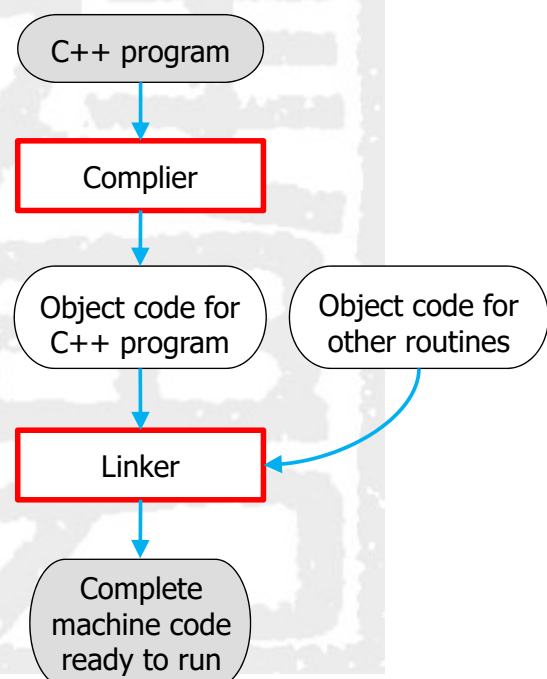 C++ program
Complier
Object code for
C++ program
Object code for
other routines
Linker
Complete
machine code
ready to run